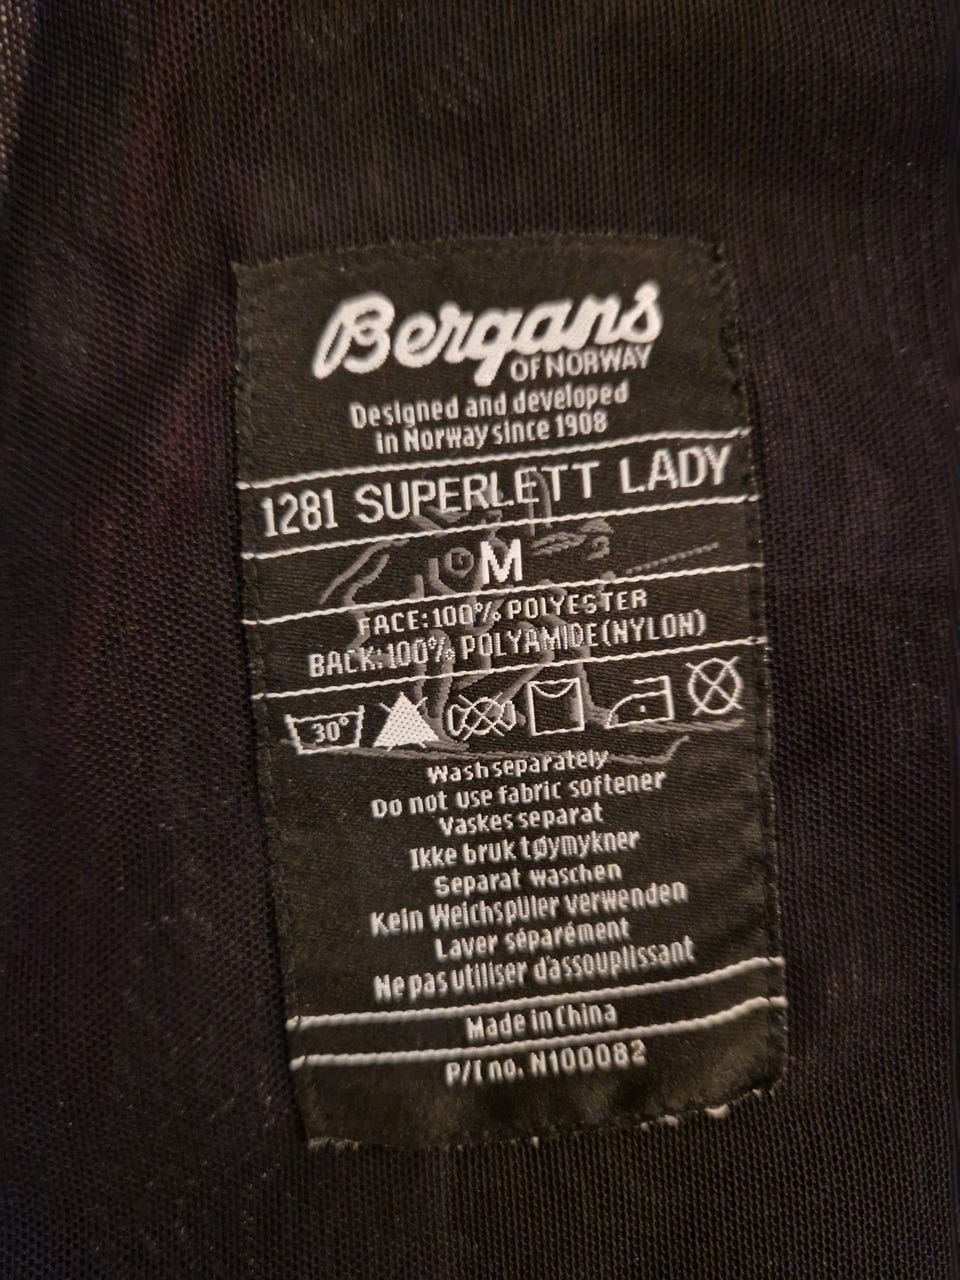 Bergans
OF NORWAY
Designed and developed
in Norway since 1908
1281 SUPERLETT LADY
M
FACE:100% POLYESTER
BACK:100% POLYAMIDE(NYLON)
30°
Wash separately
Do not use fabric softener
Vaskes separat
Ikke bruk tøymykner
Separat waschen
Kein Weichspüler verwenden
Laver séparément
Ne pas utiliser d'assouplissant
Made in China
P/I no. N100082